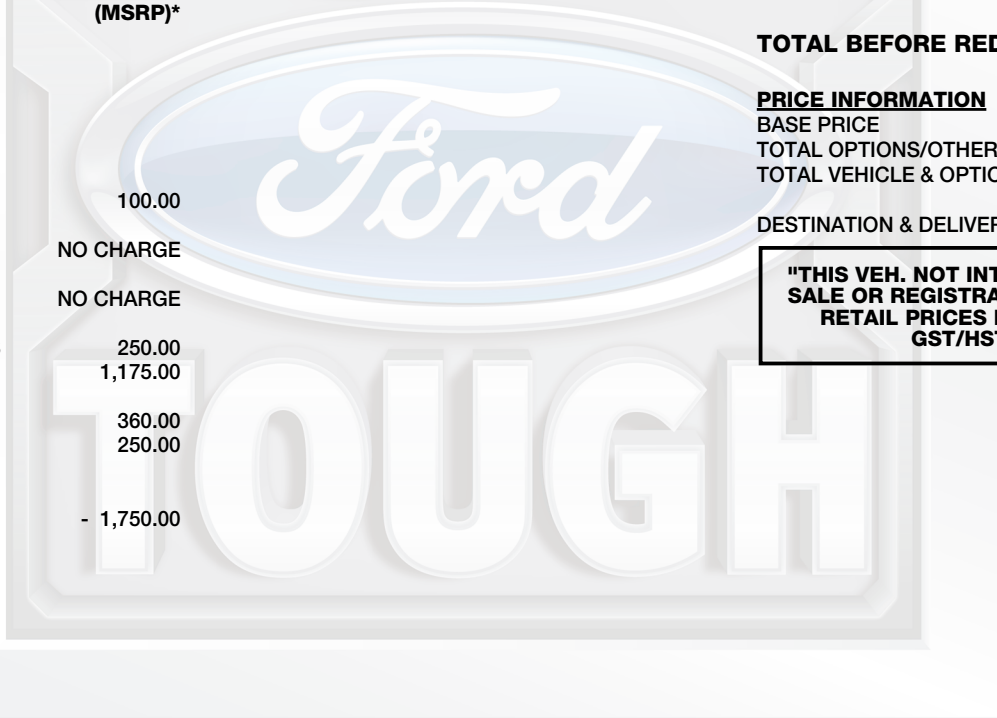 (MSRP)*
100.00
NO CHARGE
NO CHARGE
250.00
1,175.00
360.00
250.00
- 1,750.00
TOTAL BEFORE RED
PRICE INFORMATION
BASE PRICE
TOTAL OPTIONS/OTHER
TOTAL VEHICLE & OPTIO
DESTINATION & DELIVER
"THIS VEH. NOT INT
SALE OR REGISTRA
RETAIL PRICES
GST/HST
Ford
TOUGH